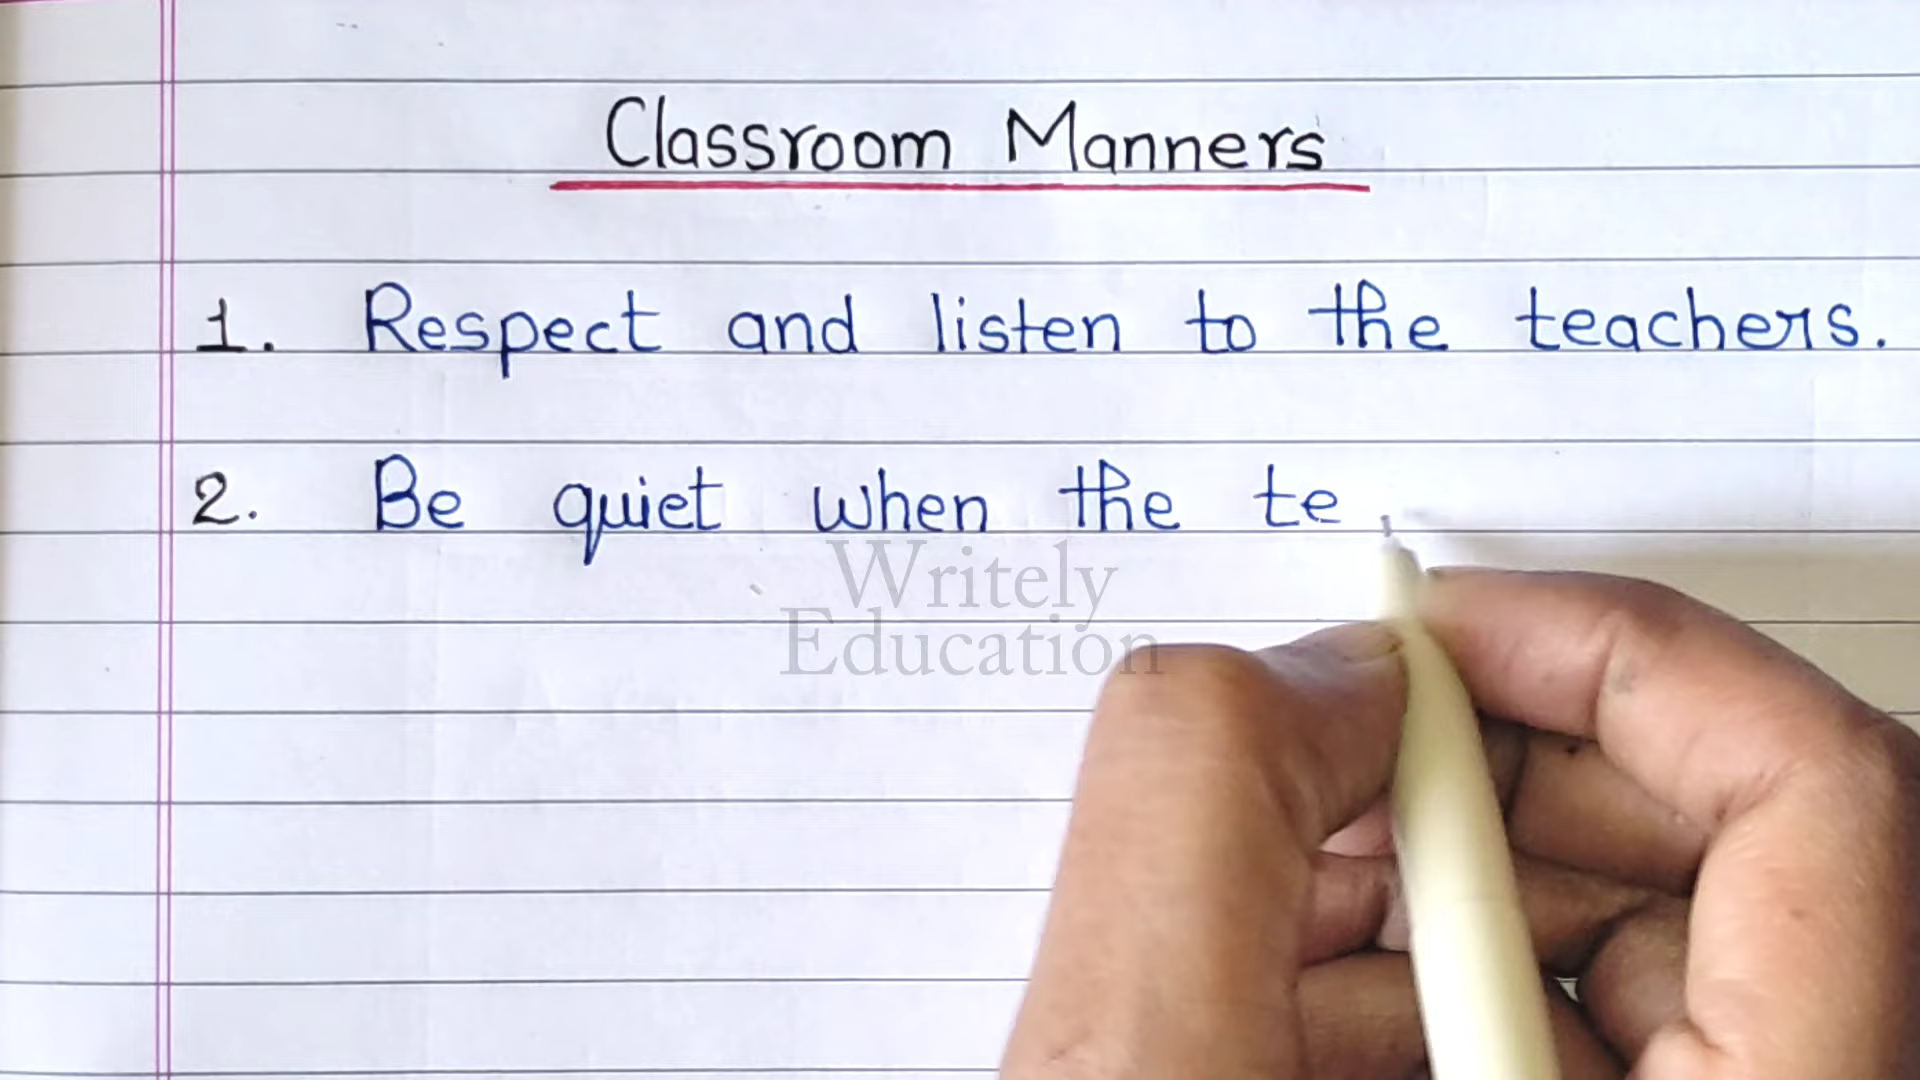 Classroom Manners
1. Respect and listen to the teachers.
2. Be quiet when the te
Writely
Education